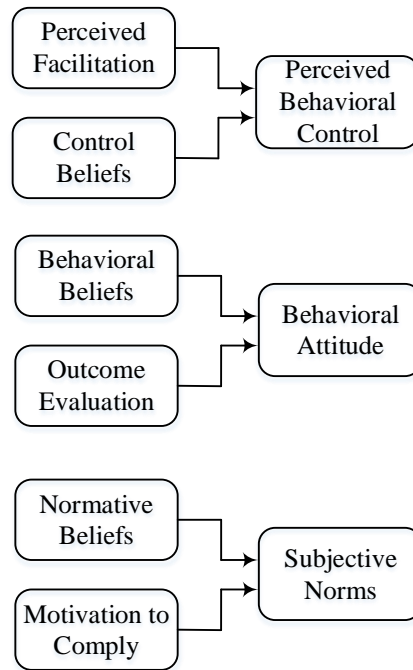 Perceived
Facilitation
Perceived
Behavioral
Control
Control
Beliefs
Behavioral
Beliefs
Behavioral
Attitude
Outcome
Evaluation
Normative
Beliefs
Subjective
Norms
Motivation to
Comply